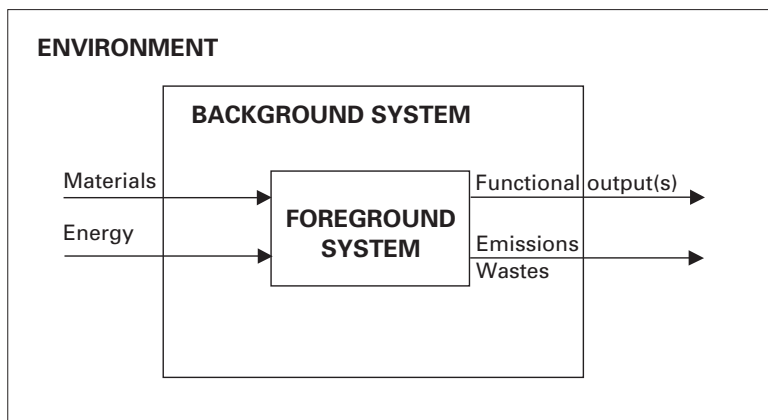 ENVIRONMENT
BACKGROUND SYSTEM
Materials
Energy
FOREGROUND
SYSTEM
Functional output(s)
Emissions
Wastes